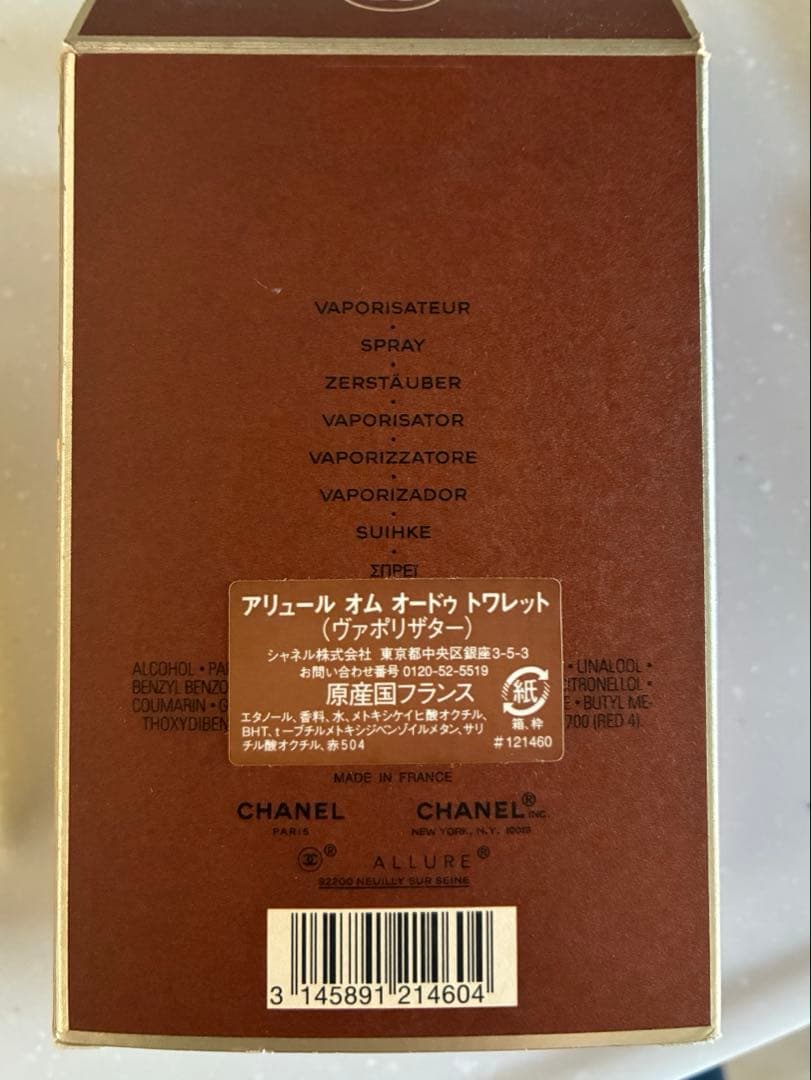 VAPORISATEUR
•
SPRAY
•
ZERSTÄUBER
•
VAPORISATOR
•
VAPORIZZATORE
•
VAPORIZADOR
•
SUIHKE
•
ΣΠΡΕΪ
アリュール オム オードゥ トワレット
（ヴァポリザター）
シャネル株式会社 東京都中央区銀座3-5-3
お問い合わせ番号 0120-52-5519
原産国フランス
エタノール、香料、水、メトキシケイヒ酸オクチル、
BHT、t-ブチルメトキシジベンゾイルメタン、サリ
チル酸オクチル、赤504
紙
箱、枠
#121460
ALCOHOL • • LINALOOL •
COUMARIN • • BUTYL ME-
(RED 4).
MADE IN FRANCE
CHANEL
PARIS
CHANEL® INC.
NEW YORK, N.Y. 10019
® ALLURE®
92200 NEUILLY SUR SEINE
3 145891 214604